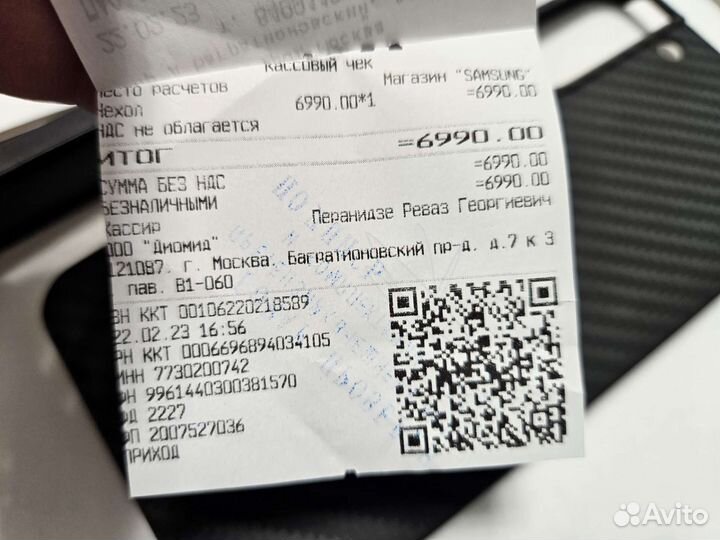 22.02.23
Кассовый чек
место расчетов Магазин "SAMSUNG"
Чехол 6990.00*1 =6990.00
НДС не облагается
ИТОГ =6990.00
СУММА БЕЗ НДС =6990.00
БЕЗНАЛИЧНЫМИ =6990.00
Кассир Перанидзе Реваз Георгиевич
ООО "Диомид"
121087, г. Москва, Багратионовский пр-д, д.7 к 3
пав. В1-060
ЗН ККТ 00106220218589
22.02.23 16:56
РН ККТ 0006696894034105
ИНН 7730200742
ФН 9961440300381570
ФД 2227
ФП 2007527036
ПРИХОД
Avito